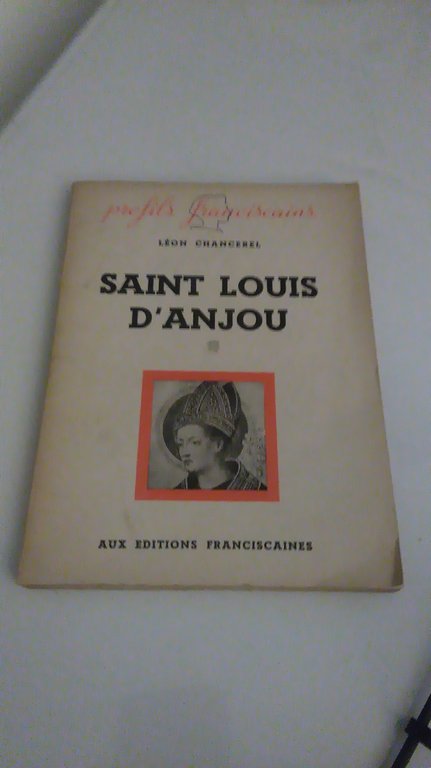 profils franciscains
LÉON CHANCEREL
SAINT LOUIS
D'ANJOU
AUX EDITIONS FRANCISCAINES